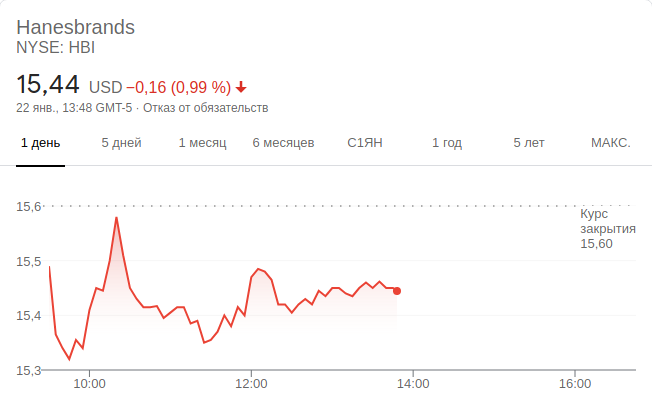 Hanesbrands
NYSE: HBI
15,44 USD −0,16 (0,99 %)
22 янв., 13:48 GMT-5 · Отказ от обязательств
1 день 5 дней 1 месяц 6 месяцев С1ЯН 1 год 5 лет МАКС.
15,6
Курс
закрытия
15,60
15,5
15,4
15,3
10:00 12:00 14:00 16:00